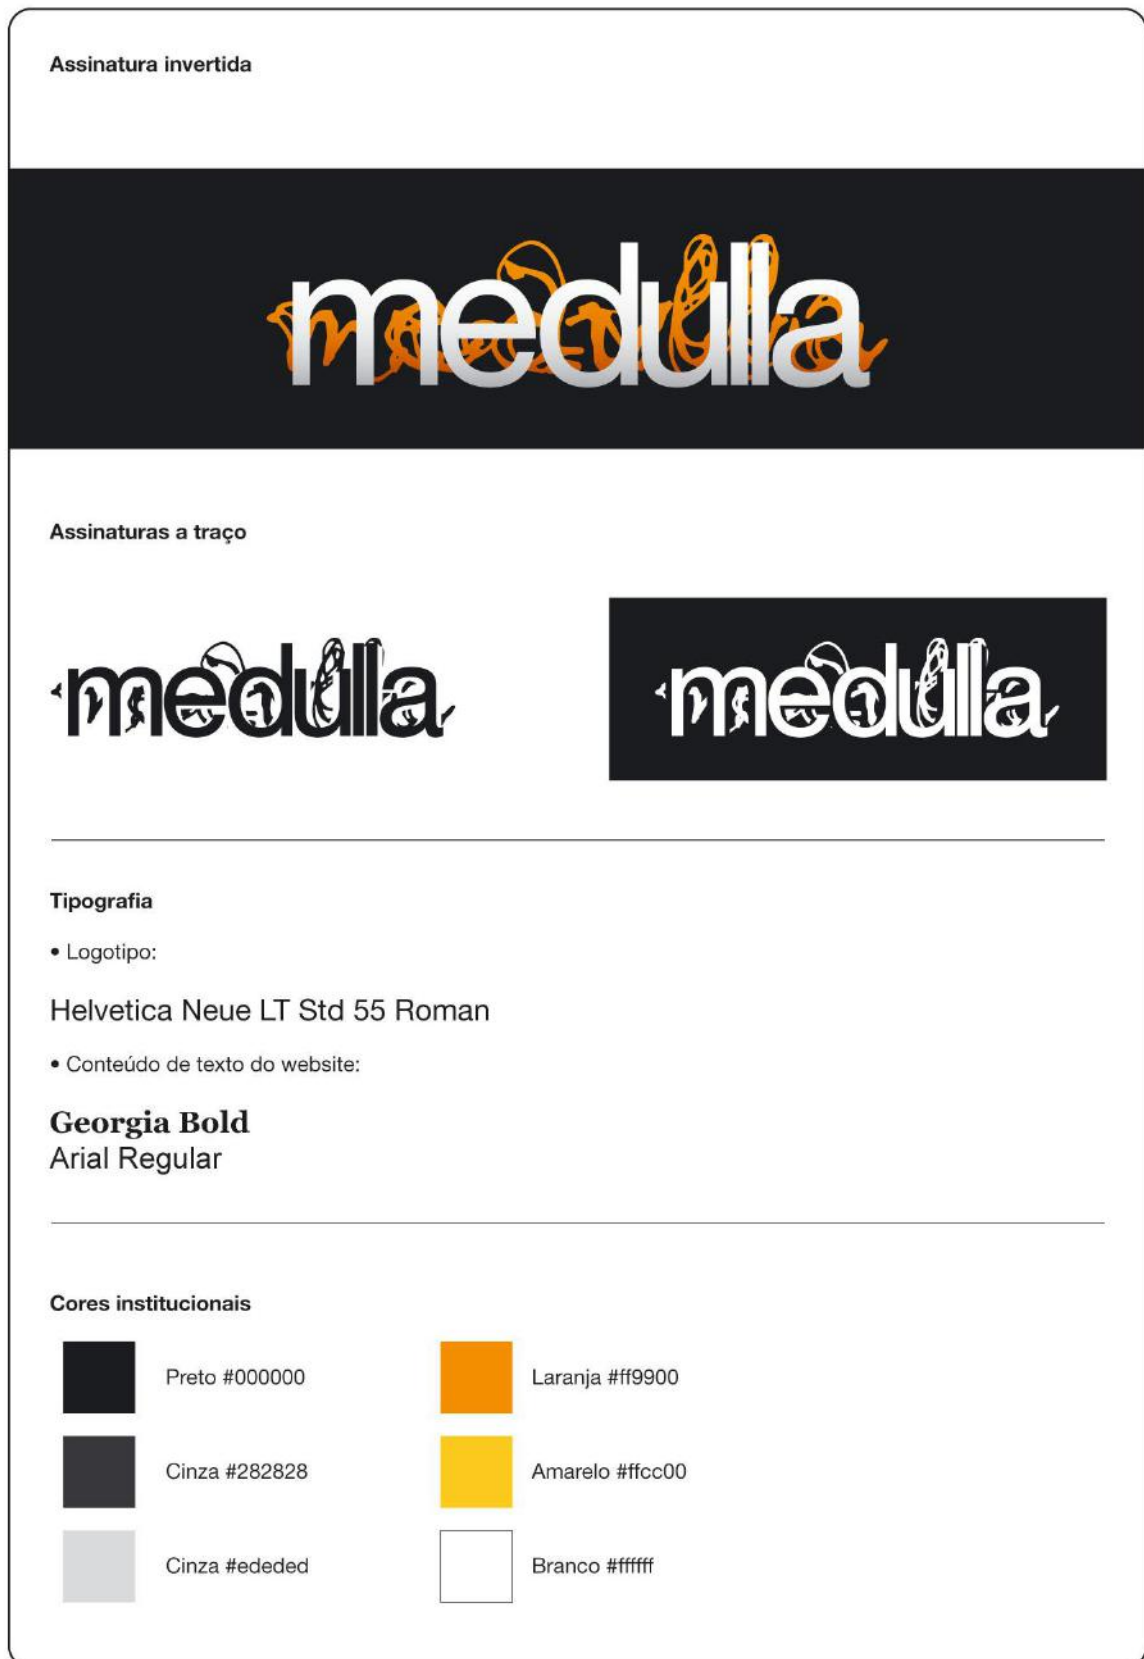 Assinatura invertida
medulla
Assinaturas a traço
medulla
medulla
Tipografia
• Logotipo:
Helvetica Neue LT Std 55 Roman
• Conteúdo de texto do website:
Georgia Bold
Arial Regular
Cores institucionais
Preto #000000
Laranja #ff9900
Cinza #282828
Amarelo #ffcc00
Cinza #ededed
Branco #ffffff